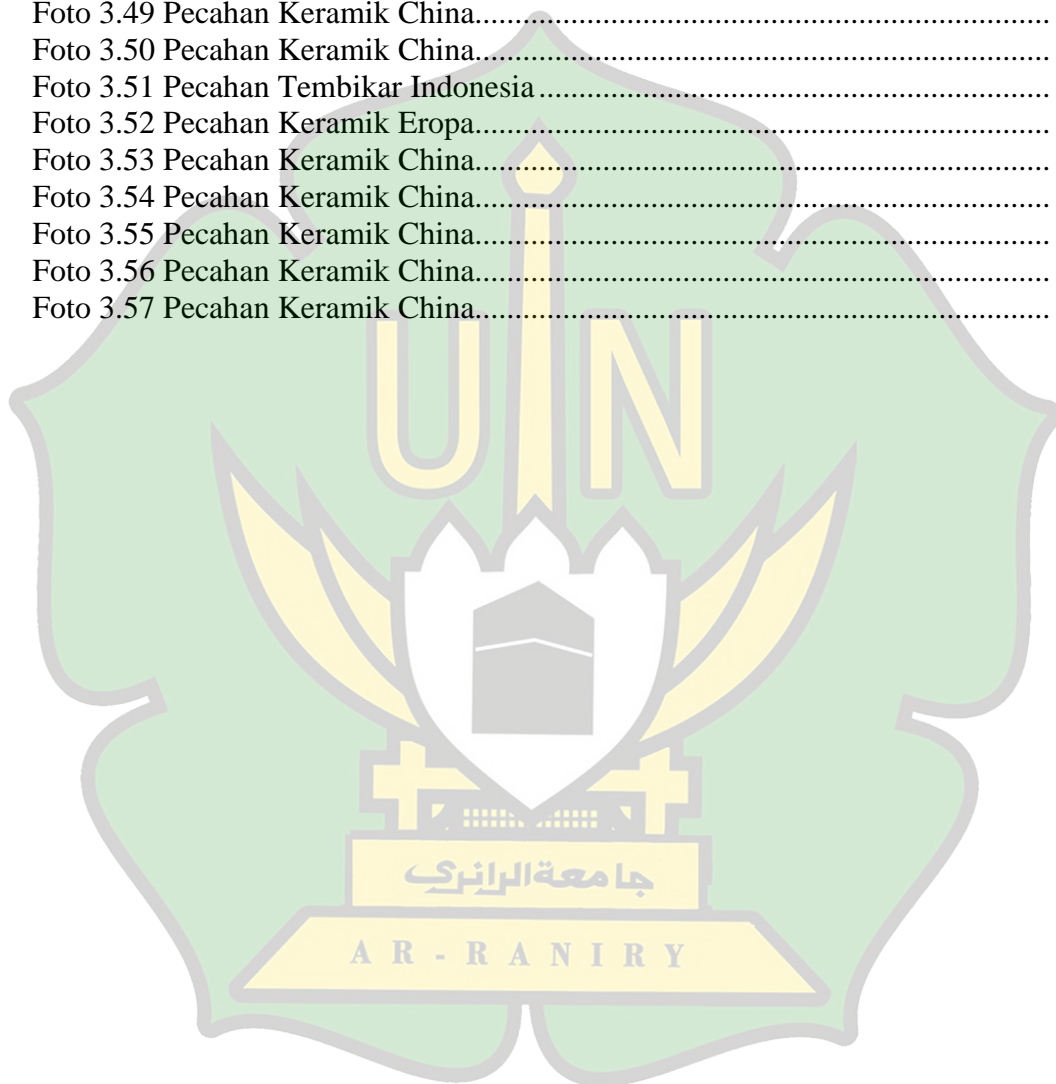 Foto 3.49 Pecahan Keramik China.......................................................................
Foto 3.50 Pecahan Keramik China.......................................................................
Foto 3.51 Pecahan Tembikar Indonesia...............................................................
Foto 3.52 Pecahan Keramik Eropa.......................................................................
Foto 3.53 Pecahan Keramik China.......................................................................
Foto 3.54 Pecahan Keramik China.......................................................................
Foto 3.55 Pecahan Keramik China.......................................................................
Foto 3.56 Pecahan Keramik China.......................................................................
Foto 3.57 Pecahan Keramik China.......................................................................
UIN
جامعةالرانري
AR-RANIRY